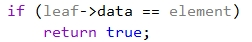 if (leaf->data == element)
    return true;